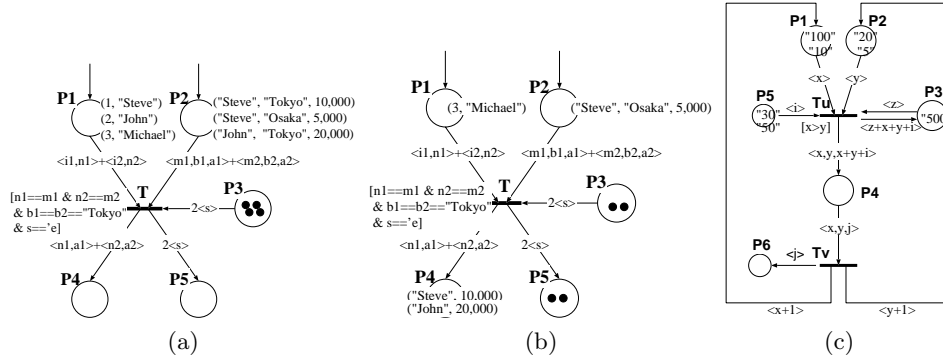 P1
(1, "Steve")
(2, "John")
(3, "Michael")
P2
("Steve", "Tokyo", 10,000)
("Steve", "Osaka", 5,000)
("John", "Tokyo", 20,000)
<i1,n1>+<i2,n2>
<m1,b1,a1>+<m2,b2,a2>
T
P3
[n1==m1 & n2==m2
& b1==b2=="Tokyo"
& s=='e]
2<s>
<n1,a1>+<n2,a2>
2<s>
P4
P5
(a)
P1
(3, "Michael")
P2
("Steve", "Osaka", 5,000)
<i1,n1>+<i2,n2>
<m1,b1,a1>+<m2,b2,a2>
T
P3
[n1==m1 & n2==m2
& b1==b2=="Tokyo"
& s=='e]
2<s>
<n1,a1>+<n2,a2>
2<s>
P4
("Steve", 10,000)
("John", 20,000)
P5
(b)
P1
"100"
"10"
P2
"20"
"5"
<x>
<y>
P5
"30"
"50"
<i>
Tu
[x>y]
<z>
<z+x+y+i>
P3
"500"
<x,y,x+y+i>
P4
<x,y,j>
P6
<j>
Tv
<x+1>
<y+1>
(c)